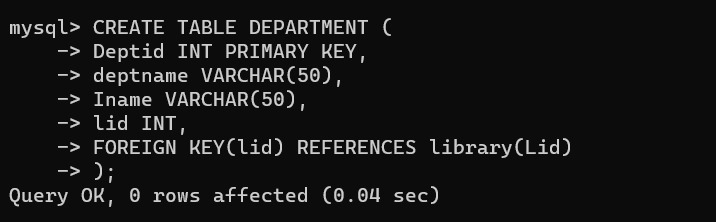 mysql> CREATE TABLE DEPARTMENT (
    -> Deptid INT PRIMARY KEY,
    -> deptname VARCHAR(50),
    -> Iname VARCHAR(50),
    -> lid INT,
    -> FOREIGN KEY(lid) REFERENCES library(Lid)
    -> );
Query OK, 0 rows affected (0.04 sec)